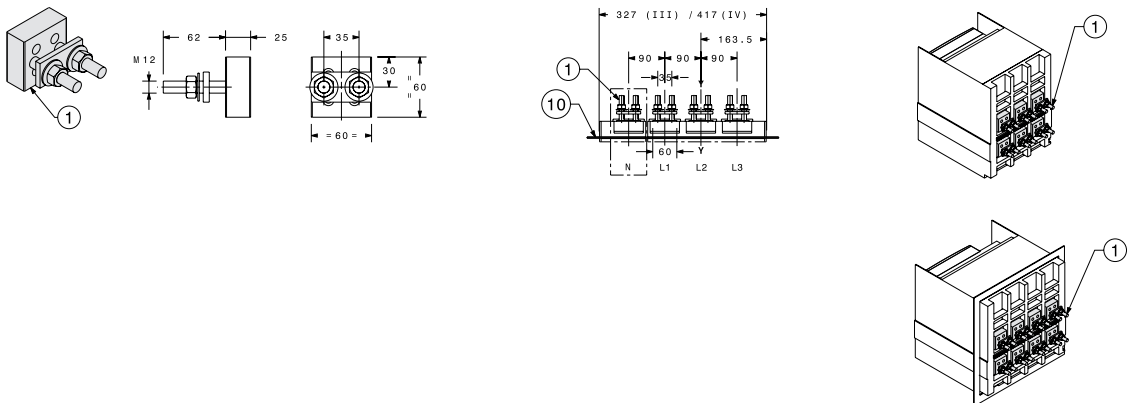 62
25
M12
1
35
30
= 60 =
= 60 =
327 (III) / 417(IV)
163.5
90 90 90
35
1
10
60
Y
N L1 L2 L3
1
1